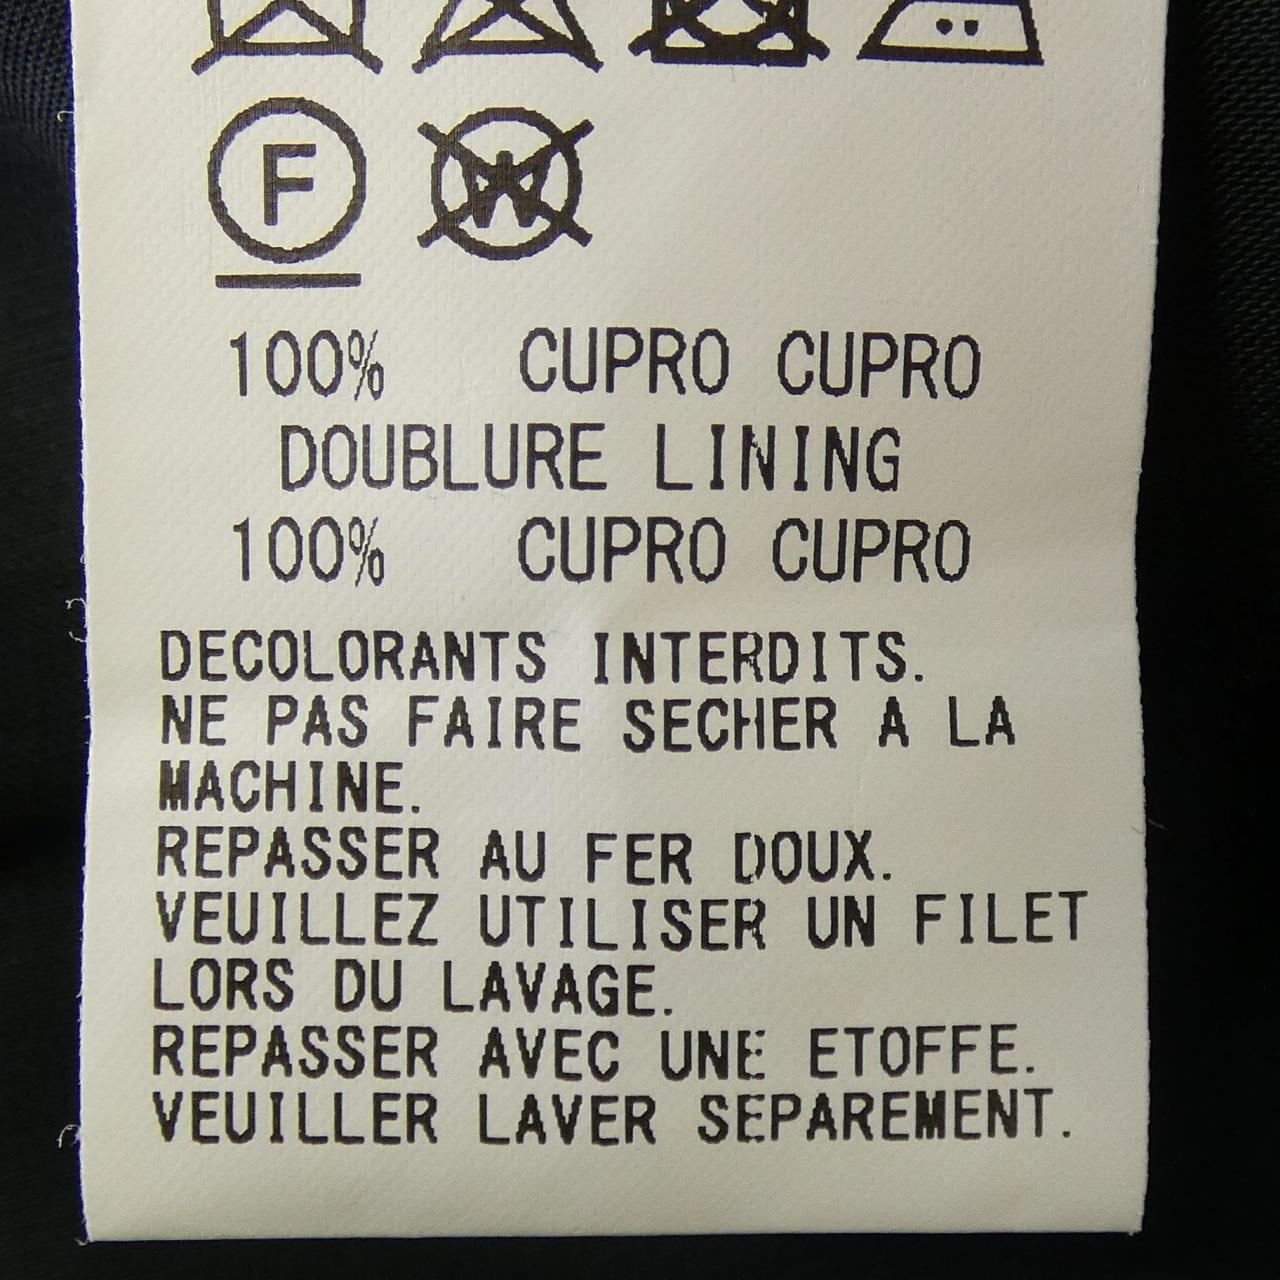 F W
100% CUPRO CUPRO
DOUBLURE LINING
100% CUPRO CUPRO
DECOLORANTS INTERDITS.
NE PAS FAIRE SECHER A LA
MACHINE.
REPASSER AU FER DOUX.
VEUILLEZ UTILISER UN FILET
LORS DU LAVAGE.
REPASSER AVEC UNE ETOFFE.
VEUILLER LAVER SEPAREMENT.